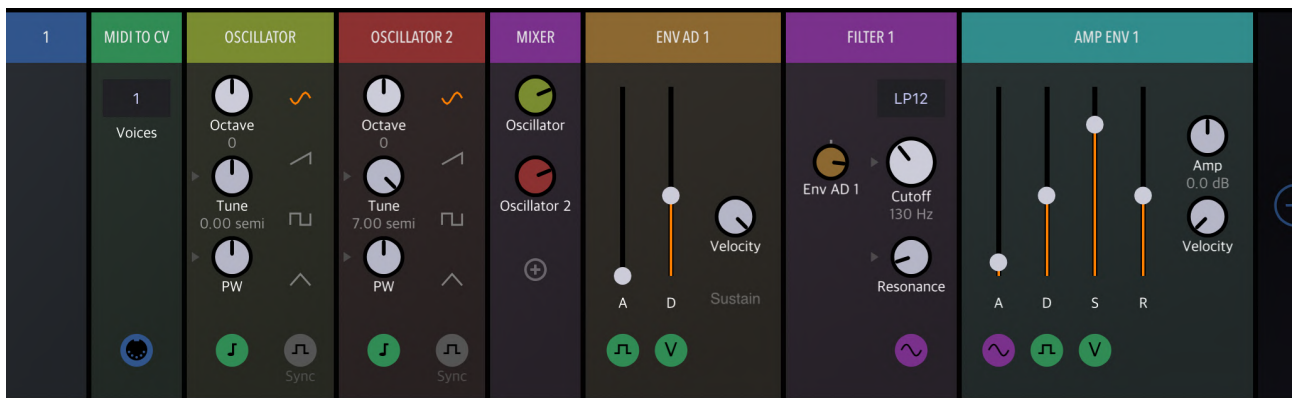 1
MIDI TO CV
1
Voices
OSCILLATOR
Octave
0
Tune
0.00 semi
PW
Sync
OSCILLATOR 2
Octave
0
Tune
7.00 semi
PW
Sync
MIXER
Oscillator
Oscillator 2
ENV AD 1
Velocity
A D Sustain
V
FILTER 1
LP12
Env AD 1
Cutoff
130 Hz
Resonance
AMP ENV 1
Amp
0.0 dB
Velocity
A D S R
V